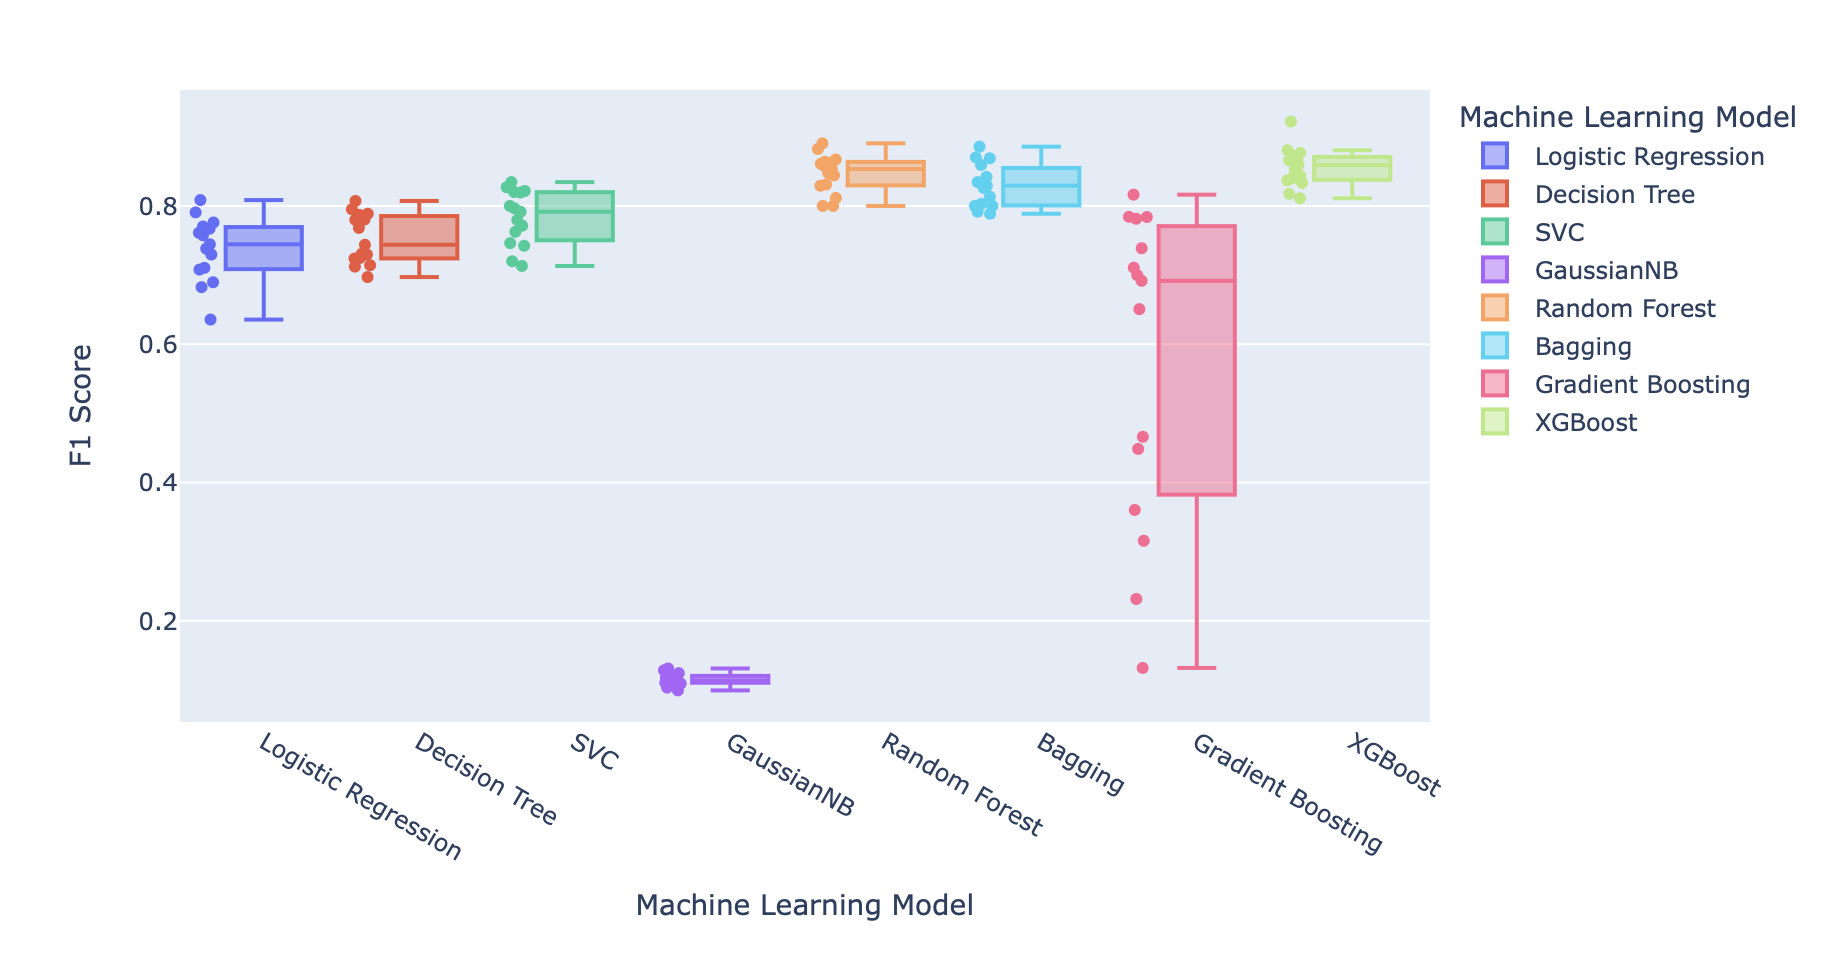 Machine Learning Model
Logistic Regression
Decision Tree
SVC
GaussianNB
Random Forest
Bagging
Gradient Boosting
XGBoost
F1 Score
0.8
0.6
0.4
0.2
Logistic Regression
Decision Tree
SVC
GaussianNB
Random Forest
Bagging
Gradient Boosting
XGBoost
Machine Learning Model